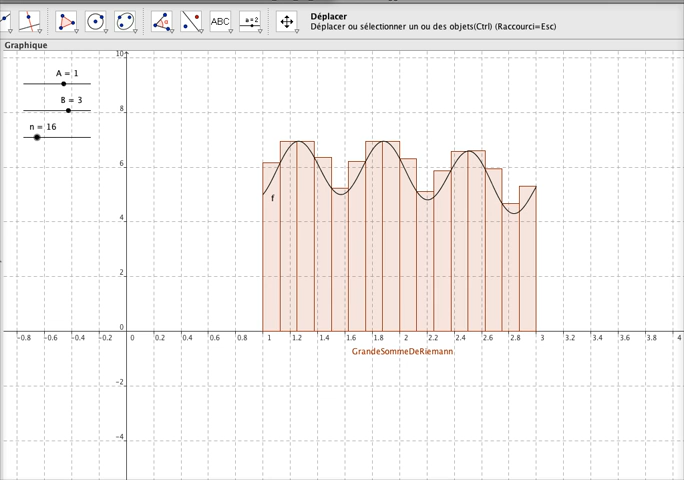 ABC
a=2
Déplacer
Déplacer ou sélectionner un ou des objets(Ctrl) (Raccourci=Esc)
Graphique
A = 1
B = 3
n = 16
10
8
6
4
2
0
-2
-4
f
-0.8 -0.6 -0.4 -0.2 0 0.2 0.4 0.6 0.8 1 1.2 1.4 1.6 1.8 2 2.2 2.4 2.6 2.8 3 3.2 3.4 3.6 3.8 4
GrandeSommeDeRiemann